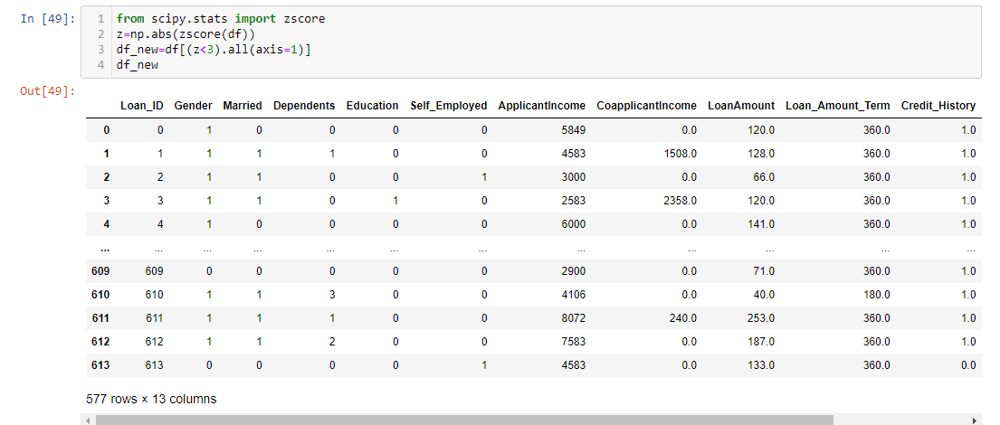 In [49]:
1 from scipy.stats import zscore
2 z=np.abs(zscore(df))
3 df_new=df[(z<3).all(axis=1)]
4 df_new
Out[49]:
Loan_ID Gender Married Dependents Education Self_Employed ApplicantIncome CoapplicantIncome LoanAmount Loan_Amount_Term Credit_History
0 0 1 0 0 0 0 5849 0.0 120.0 360.0 1.0
1 1 1 1 1 0 0 4583 1508.0 128.0 360.0 1.0
2 2 1 1 0 0 1 3000 0.0 66.0 360.0 1.0
3 3 1 1 0 1 0 2583 2358.0 120.0 360.0 1.0
4 4 1 0 0 0 0 6000 0.0 141.0 360.0 1.0
... ... ... ... ... ... ... ... ... ... ... ...
609 609 0 0 0 0 0 2900 0.0 71.0 360.0 1.0
610 610 1 1 3 0 0 4106 0.0 40.0 180.0 1.0
611 611 1 1 1 0 0 8072 240.0 253.0 360.0 1.0
612 612 1 1 2 0 0 7583 0.0 187.0 360.0 1.0
613 613 0 0 0 0 1 4583 0.0 133.0 360.0 0.0
577 rows × 13 columns